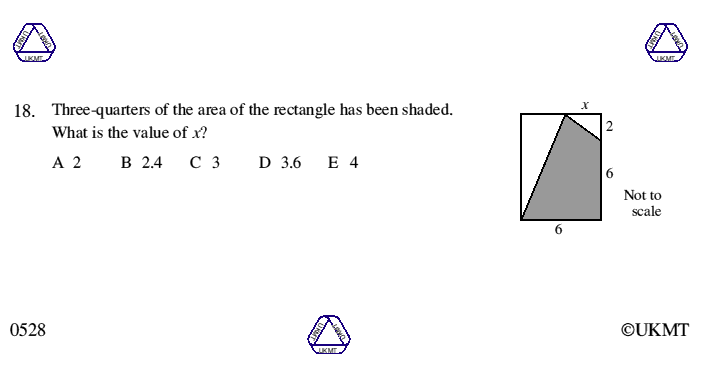 UKMT UKMT UKMT
UKMT UKMT UKMT
18. Three-quarters of the area of the rectangle has been shaded.
What is the value of x?
A 2 B 2.4 C 3 D 3.6 E 4
x
2
6
Not to
scale
6
0528
UKMT UKMT UKMT
©UKMT